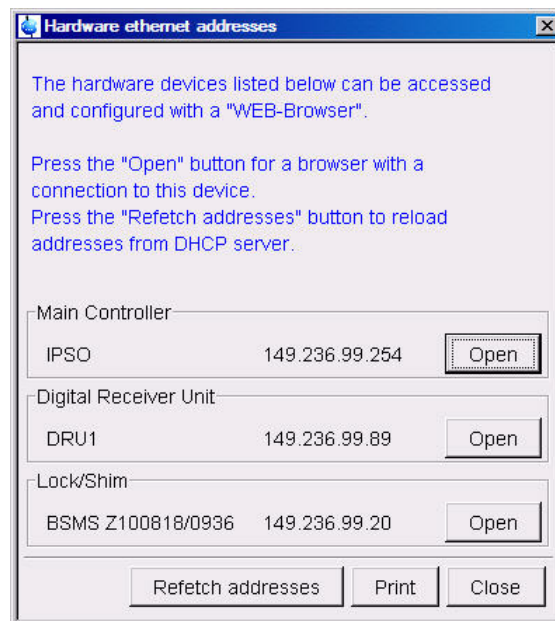 Hardware ethernet addresses
The hardware devices listed below can be accessed
and configured with a "WEB-Browser".
Press the "Open" button for a browser with a
connection to this device.
Press the "Refetch addresses" button to reload
addresses from DHCP server.
Main Controller
IPSO 149.236.99.254 Open
Digital Receiver Unit
DRU1 149.236.99.89 Open
Lock/Shim
BSMS Z100818/0936 149.236.99.20 Open
Refetch addresses Print Close